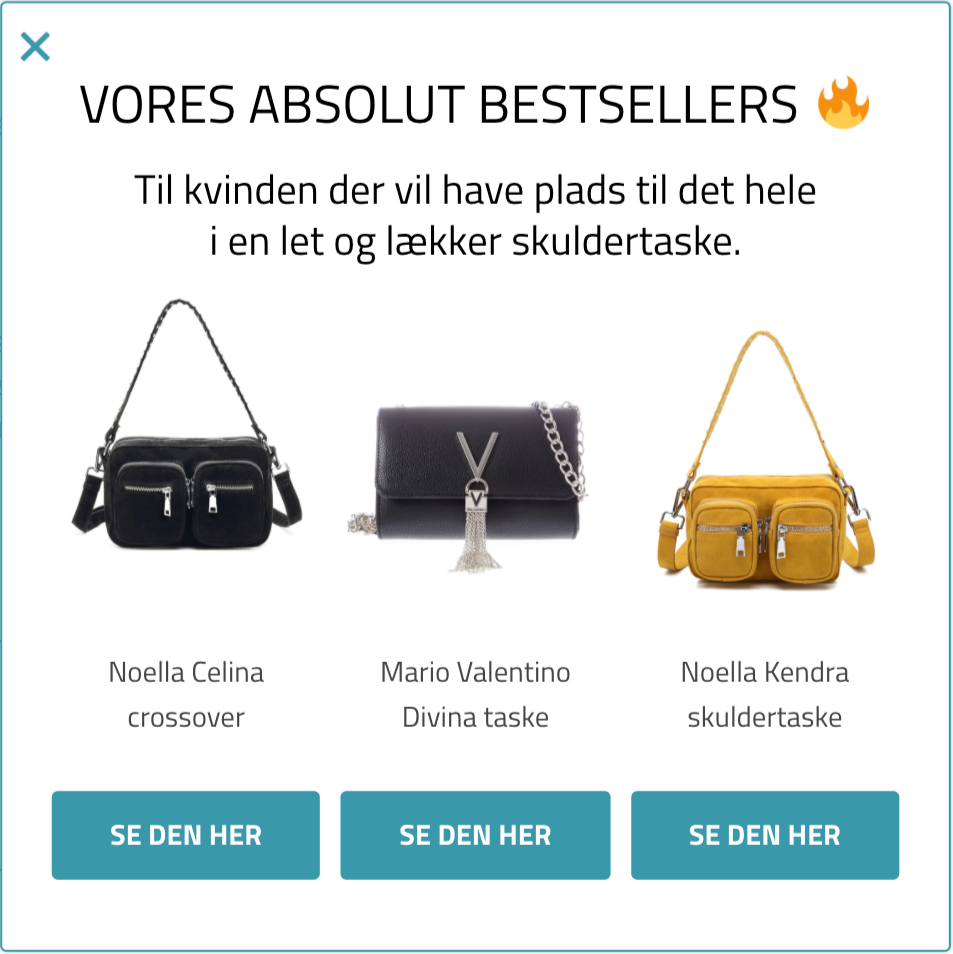 VORES ABSOLUT BESTSELLERS 🔥
Til kvinden der vil have plads til det hele
i en let og lækker skuldertaske.
Noella Celina
crossover
Mario Valentino
Divina taske
Noella Kendra
skuldertaske
SE DEN HER
SE DEN HER
SE DEN HER